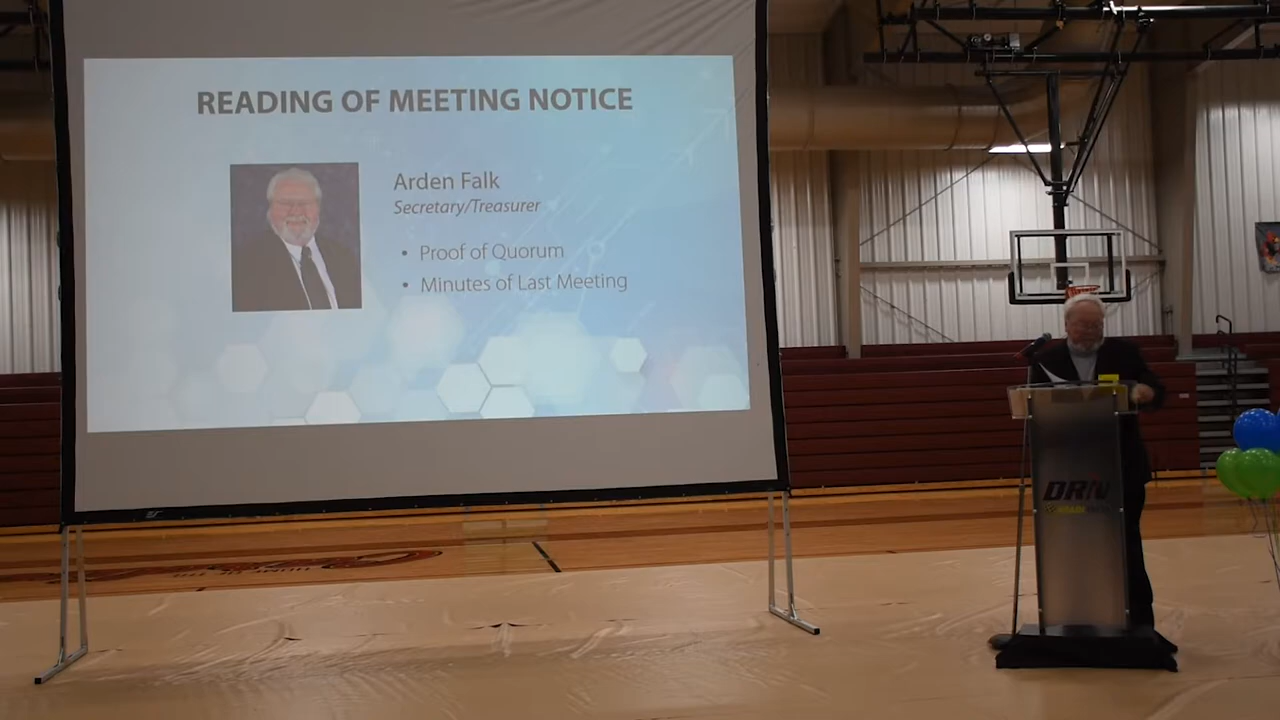 READING OF MEETING NOTICE
Arden Falk
Secretary/Treasurer
• Proof of Quorum
• Minutes of Last Meeting
DRN